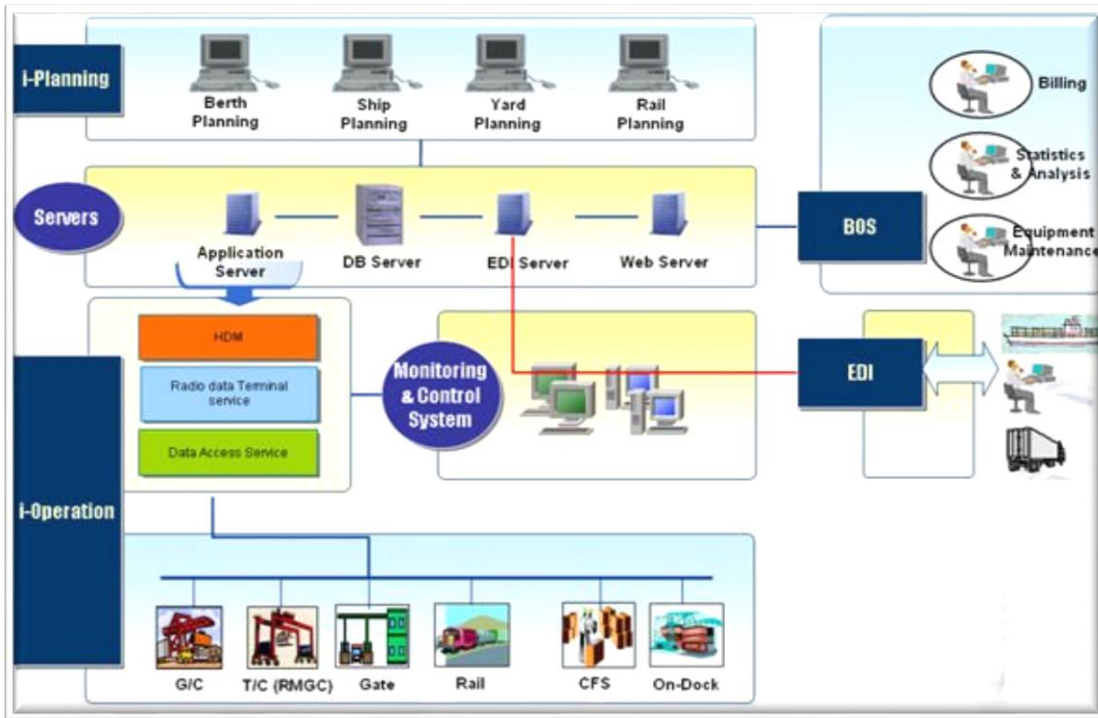 i-Planning
Berth
Planning
Ship
Planning
Yard
Planning
Rail
Planning
Billing
Statistics
& Analysis
Equipment
Maintenance
BOS
Servers
Application
Server
DB Server
EDI Server
Web Server
HDM
Radio data Terminal
service
Data Access Service
Monitoring
& Control
System
EDI
i-Operation
G/C
T/C (RMGC)
Gate
Rail
CFS
On-Dock